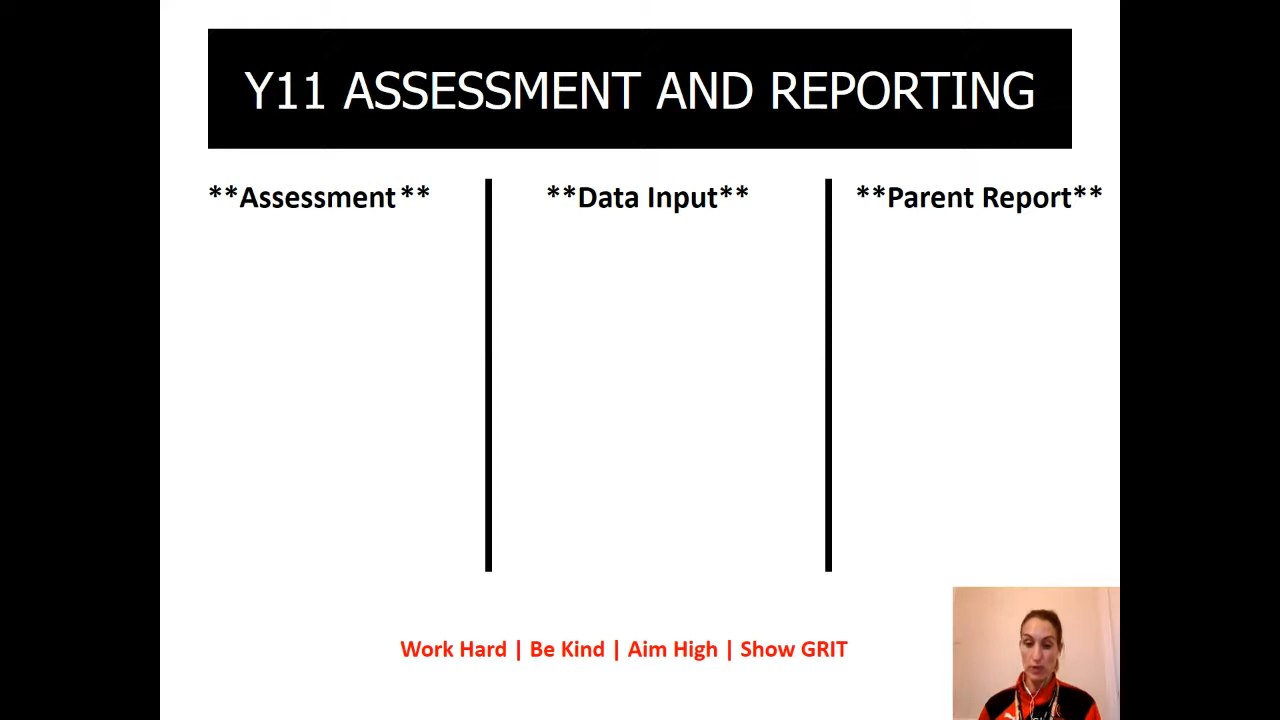 Y11 ASSESSMENT AND REPORTING
**Assessment**
**Data Input**
**Parent Report**
Work Hard | Be Kind | Aim High | Show GRIT